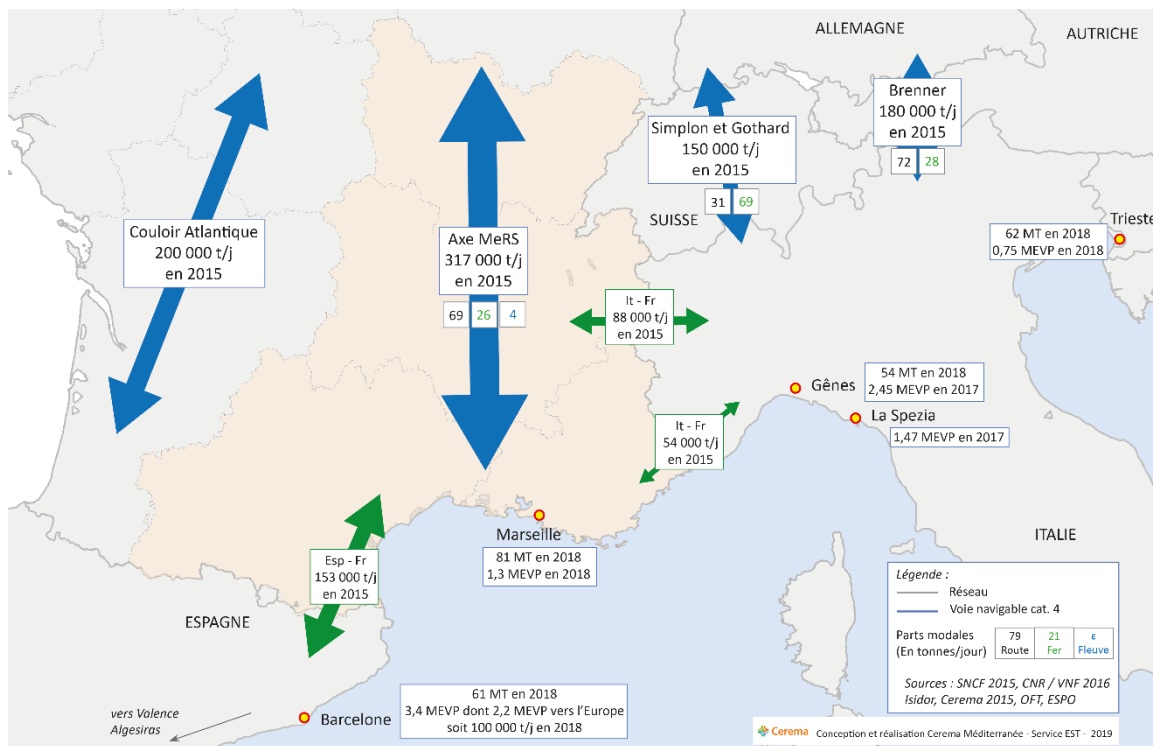 ALLEMAGNE
AUTRICHE
Couloir Atlantique
200 000 t/j
en 2015
Axe MeRS
317 000 t/j
en 2015
69 26 4
Simplon et Gothard
150 000 t/j
en 2015
31 69
SUISSE
Brenner
180 000 t/j
en 2015
72 28
Trieste
62 MT en 2018
0,75 MEVP en 2018
It - Fr
88 000 t/j
en 2015
54 MT en 2018
2,45 MEVP en 2017
Gênes
La Spezia
1,47 MEVP en 2017
It - Fr
54 000 t/j
en 2015
Marseille
81 MT en 2018
1,3 MEVP en 2018
Esp - Fr
153 000 t/j
en 2015
ESPAGNE
ITALIE
61 MT en 2018
3,4 MEVP dont 2,2 MEVP vers l'Europe
soit 100 000 t/j en 2018
Barcelone
vers Valence
Algesiras
Légende :
Réseau
Voie navigable cat. 4
Parts modales
(En tonnes/jour)
79 21 ε
Route Fer Fleuve
Sources : SNCF 2015, CNR / VNF 2016
Isidor, Cerema 2015, OFT, ESPO
Cerema Conception et réalisation Cerema Méditerranée - Service EST - 2019